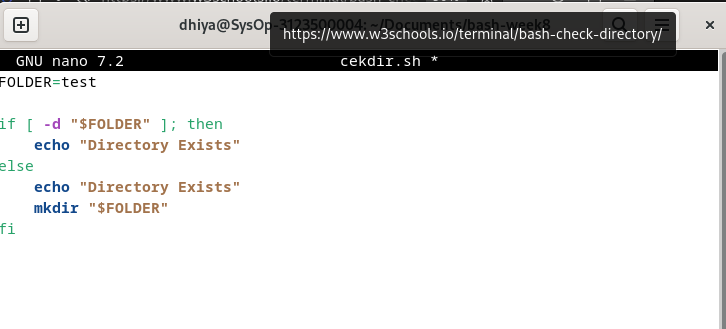 dhiya@SysOp-3123500004: ~/Documents/bash-week8
https://www.w3schools.io/terminal/bash-check-directory/
GNU nano 7.2 cekdir.sh *
FOLDER=test
if [ -d "$FOLDER" ]; then
echo "Directory Exists"
else
echo "Directory Exists"
mkdir "$FOLDER"
fi